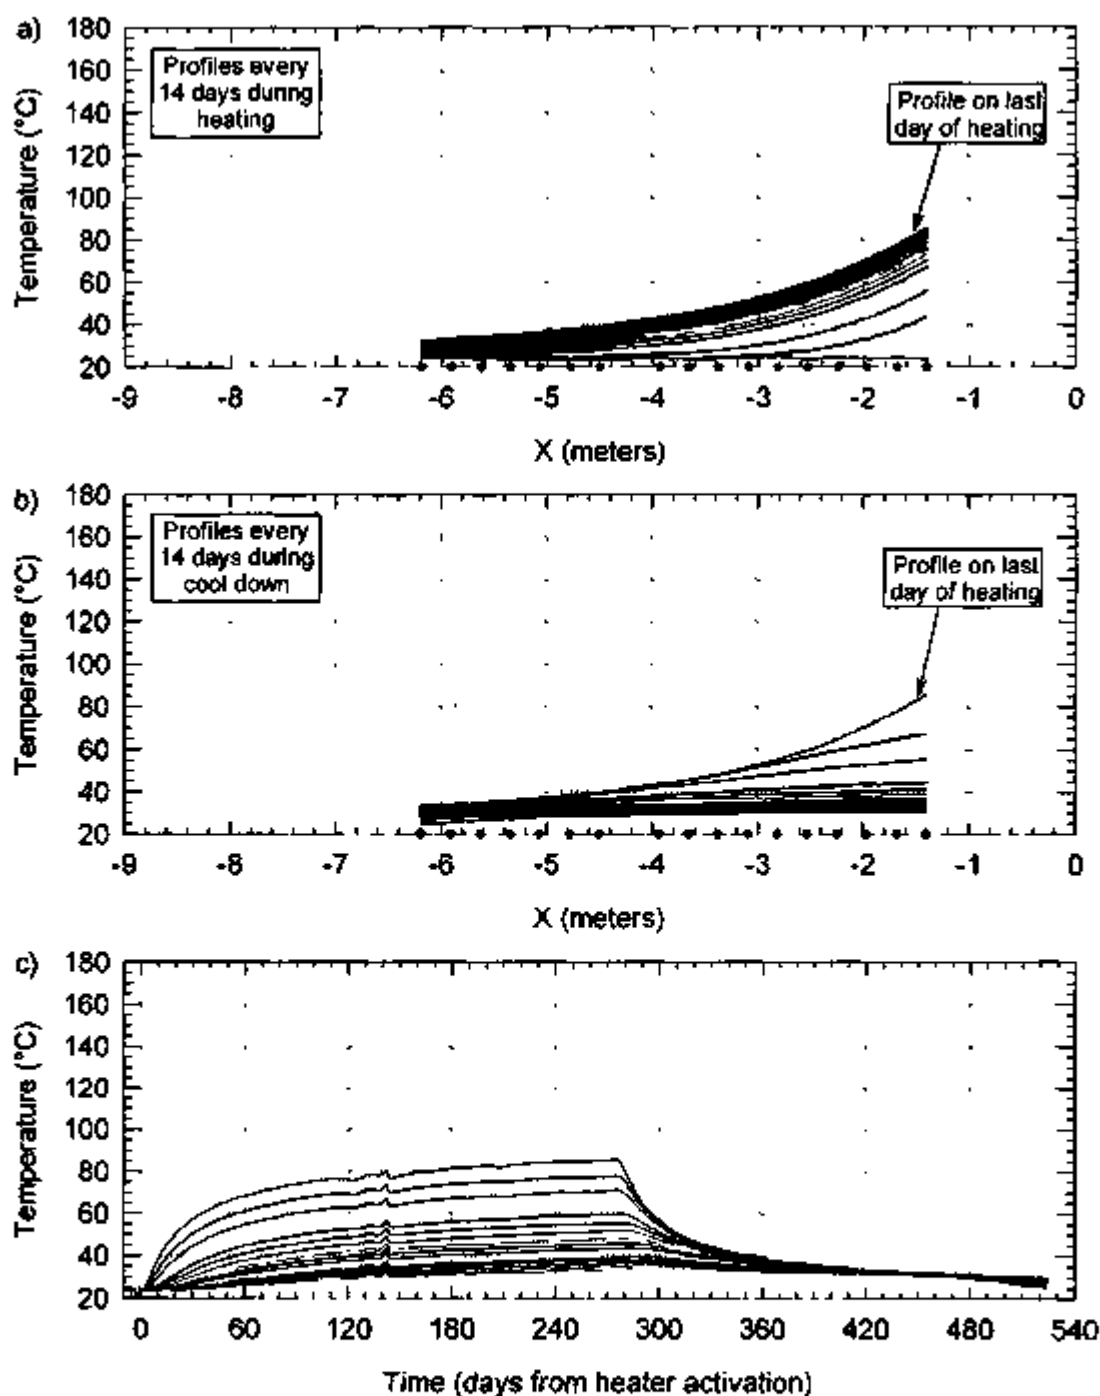 a)
180
160
140
120
100
80
60
40
20
Temperature (°C)
Profiles every
14 days during
heating
Profile on last
day of heating
-9 -8 -7 -6 -5 -4 -3 -2 -1 0
X (meters)
180
160
140
120
100
80
60
40
20
Temperature (°C)
Profiles every
14 days during
cool down
Profile on last
day of heating
-9 -8 -7 -6 -5 -4 -3 -2 -1 0
X (meters)
c)
180
160
140
120
100
80
60
40
20
Temperature (°C)
0 60 120 180 240 300 360 420 480 540
Time (days from heater activation)